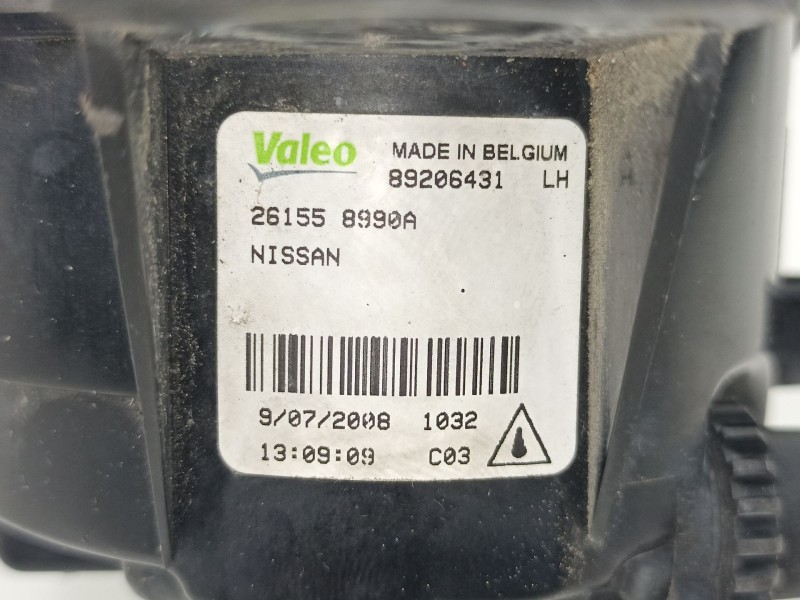 Valeo MADE IN BELGIUM
89206431 LH
26155 8990A
NISSAN
9/07/2008 1032
13:09:09 C03